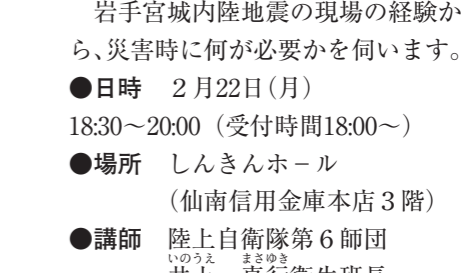 岩手宮城内陸地震の現場の経験か
ら、災害時に何が必要かを伺います。
●日時　２月22日(月)
18:30～20:00（受付時間18:00～）
●場所　しんきんホ－ル
（仙南信用金庫本店３階）
●講師　陸上自衛隊第６師団
いのうえ　まさゆき